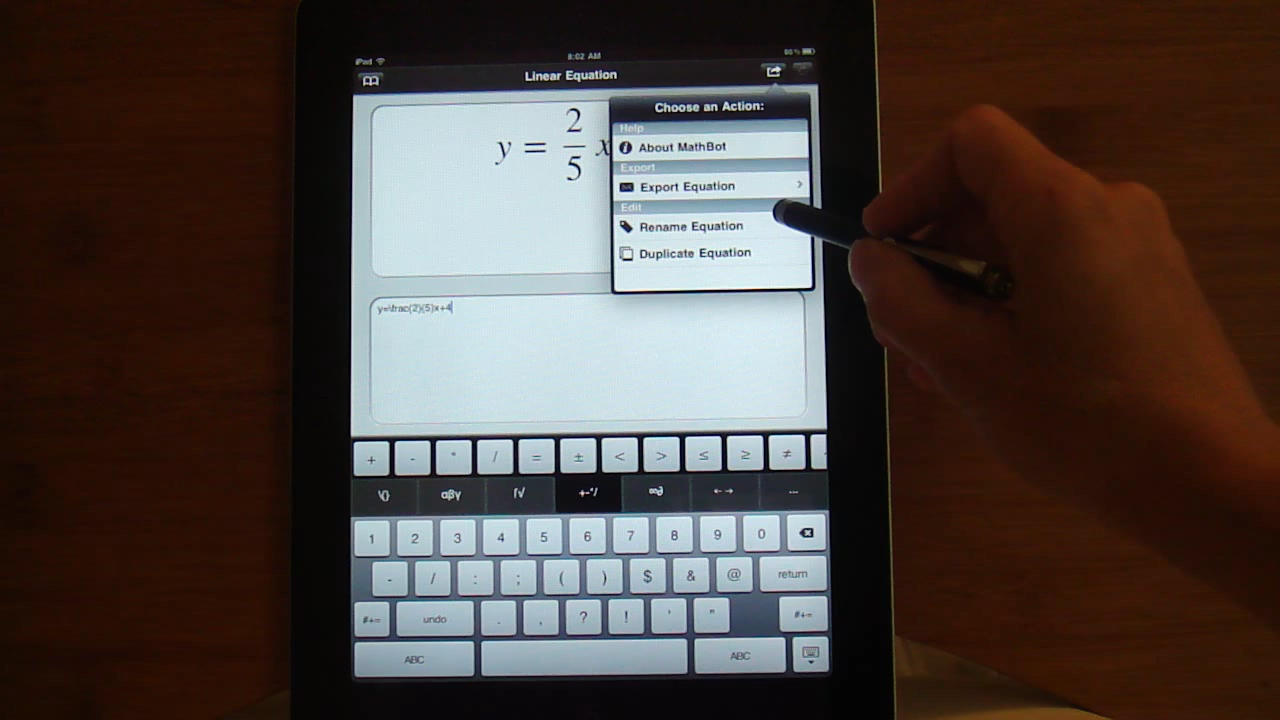 iPad 8:02 AM
Linear Equation
y = 2/5 x
Choose an Action:
Help
About MathBot
Export
Export Equation
Edit
Rename Equation
Duplicate Equation
y=\frac{2}{5}x+4
+ - * / = ± < > ≤ ≥ ≠
\{} αβγ ⌈√ +-*/ ∞∂ ←→ ...
1 2 3 4 5 6 7 8 9 0
- / : ; ( ) $ & @ return
#+= undo . , ? ! ' " #+=
ABC ABC